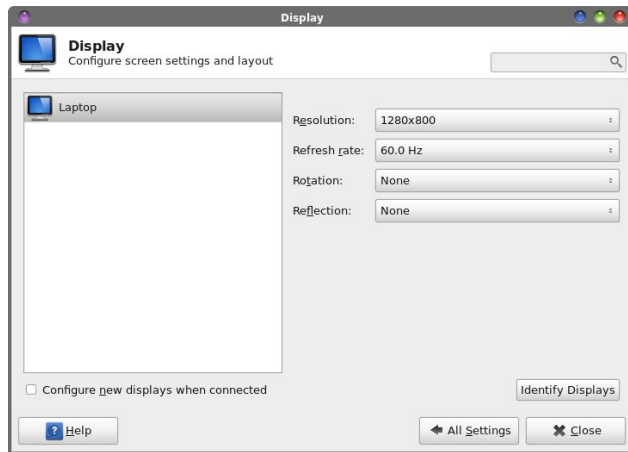 Display
Display
Configure screen settings and layout
Laptop
Resolution: 1280x800
Refresh rate: 60.0 Hz
Rotation: None
Reflection: None
Configure new displays when connected
Identify Displays
? Help
All Settings
Close